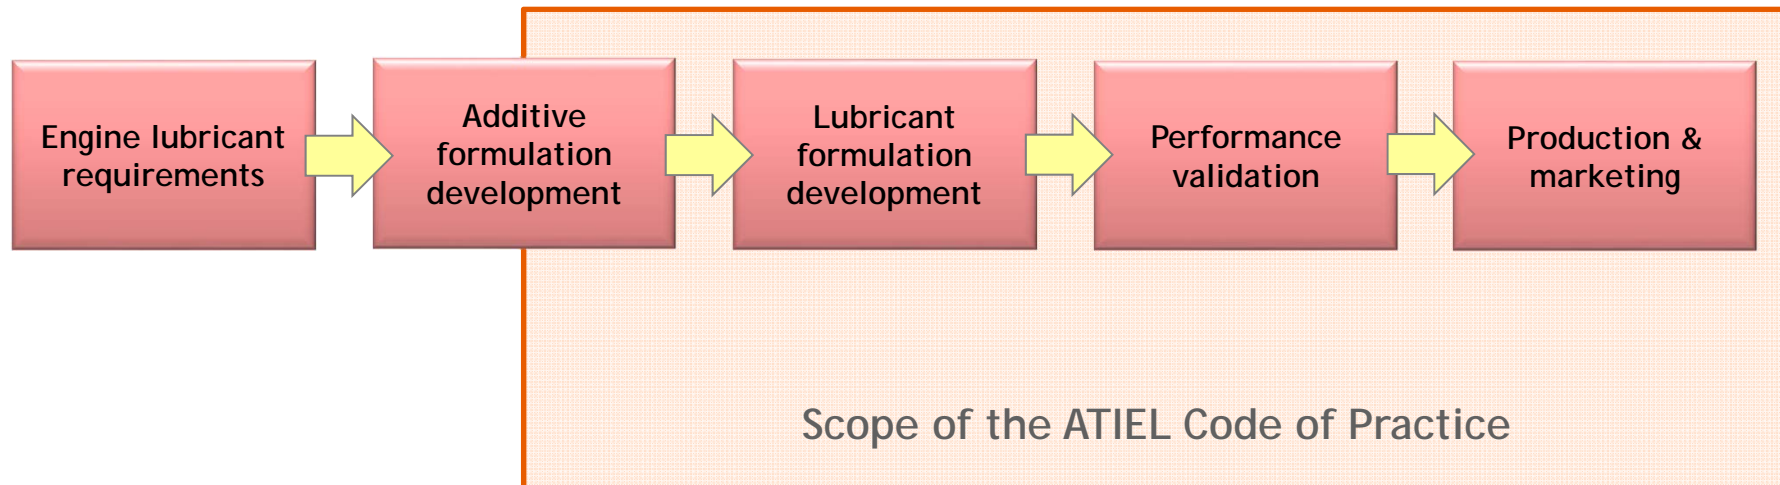 Engine lubricant
requirements
Additive
formulation
development
Lubricant
formulation
development
Performance
validation
Production &
marketing
Scope of the ATIEL Code of Practice